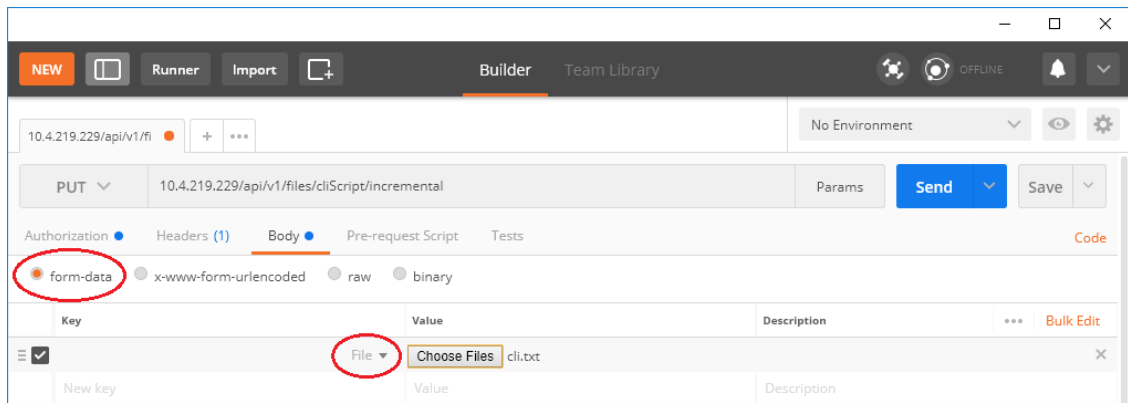 NEW Runner Import Builder Team Library OFFLINE
10.4.219.229/api/v1/fi + ••• No Environment
PUT 10.4.219.229/api/v1/files/cliScript/incremental Params Send Save
Authorization Headers (1) Body Pre-request Script Tests Code
form-data x-www-form-urlencoded raw binary
Key Value Description ••• Bulk Edit
File Choose Files cli.txt
New key Value Description